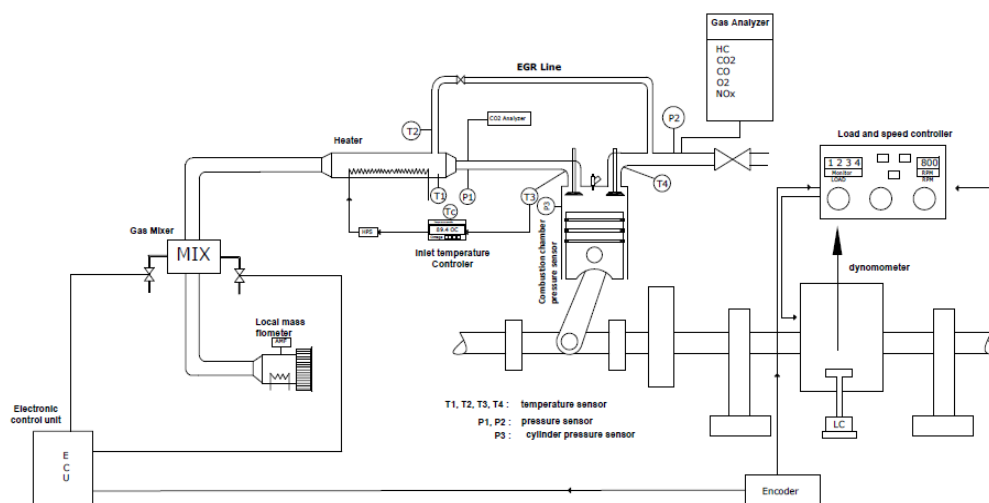 Gas Analyzer
HC
CO2
CO
O2
NOx
EGR Line
T2
CO2 Analyzer
P2
Load and speed controller
Heater
1 2 3 4
Monitor
LOAD
800
RPM
RPM
T1
P1
T3
P3
T4
Tc
69.4 OC
HRS
Inlet temperature
Controler
Gas Mixer
MIX
Combustion chamber
pressure sensor
dynomometer
Local mass
flometer
AMF
T1, T2, T3, T4 : temperature sensor
P1, P2 : pressure sensor
P3 : cylinder pressure sensor
LC
Electronic
control unit
E
C
U
Encoder